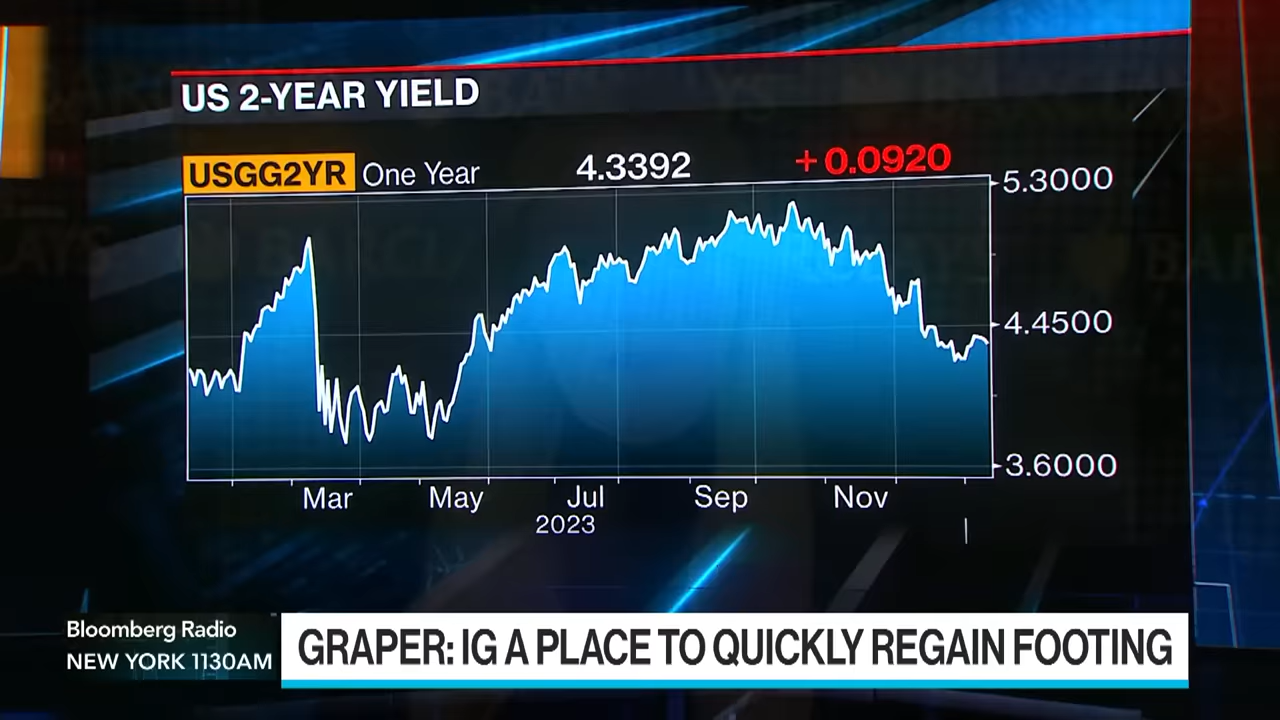 US 2-YEAR YIELD
USGG2YR One Year 4.3392 +0.0920
5.3000
4.4500
3.6000
Mar May Jul Sep Nov
2023
Bloomberg Radio
NEW YORK 1130AM
GRAPER: IG A PLACE TO QUICKLY REGAIN FOOTING